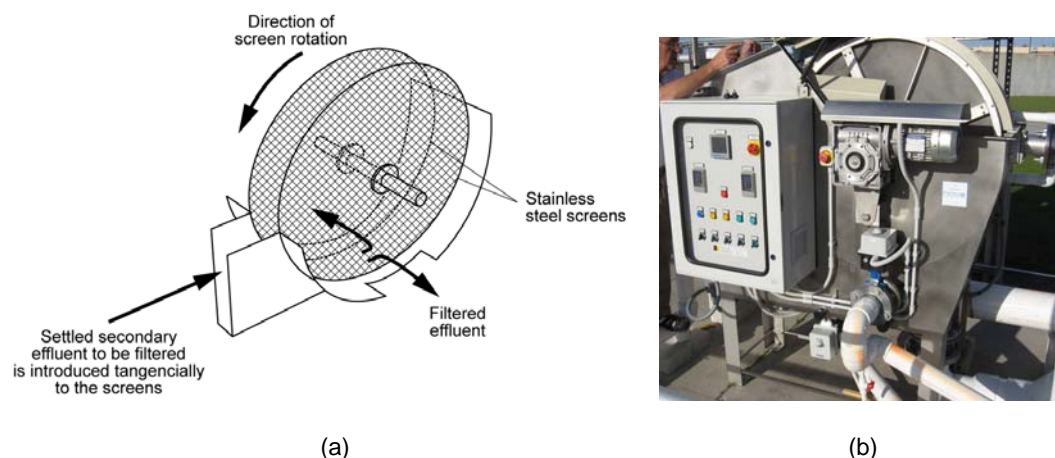 Direction of
screen rotation
Stainless
steel screens
Filtered
effluent
Settled secondary
effluent to be filtered
is introduced tangencially
to the screens
(a)
(b)